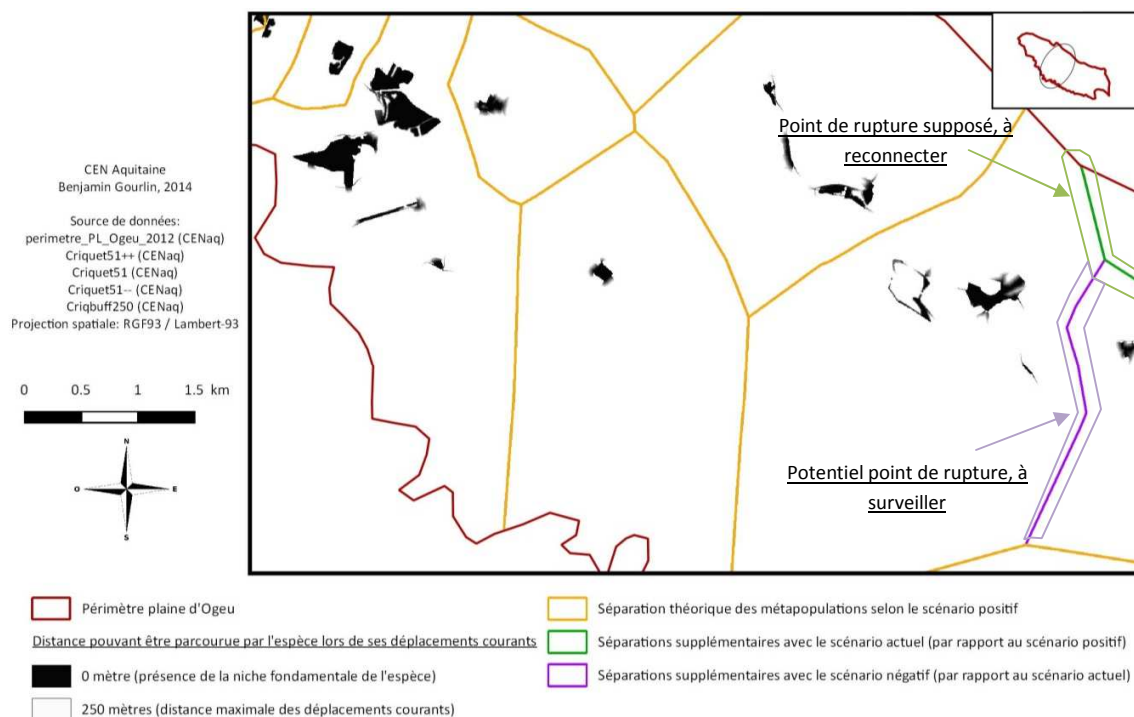 CEN Aquitaine
Benjamin Gourlin, 2014
Source de données:
perimetre_PL_Ogeu_2012 (CENaq)
Criquet51++ (CENaq)
Criquet51 (CENaq)
Criquet51-- (CENaq)
Criqbuff250 (CENaq)
Projection spatiale: RGF93 / Lambert-93
0 0.5 1 1.5 km
N
O E
S
Point de rupture supposé, à
reconnecter
Potentiel point de rupture, à
surveiller
Périmètre plaine d'Ogeu
Distance pouvant être parcourue par l'espèce lors de ses déplacements courants
0 mètre (présence de la niche fondamentale de l'espèce)
250 mètres (distance maximale des déplacements courants)
Séparation théorique des métapopulations selon le scénario positif
Séparations supplémentaires avec le scénario actuel (par rapport au scénario positif)
Séparations supplémentaires avec le scénario négatif (par rapport au scénario actuel)